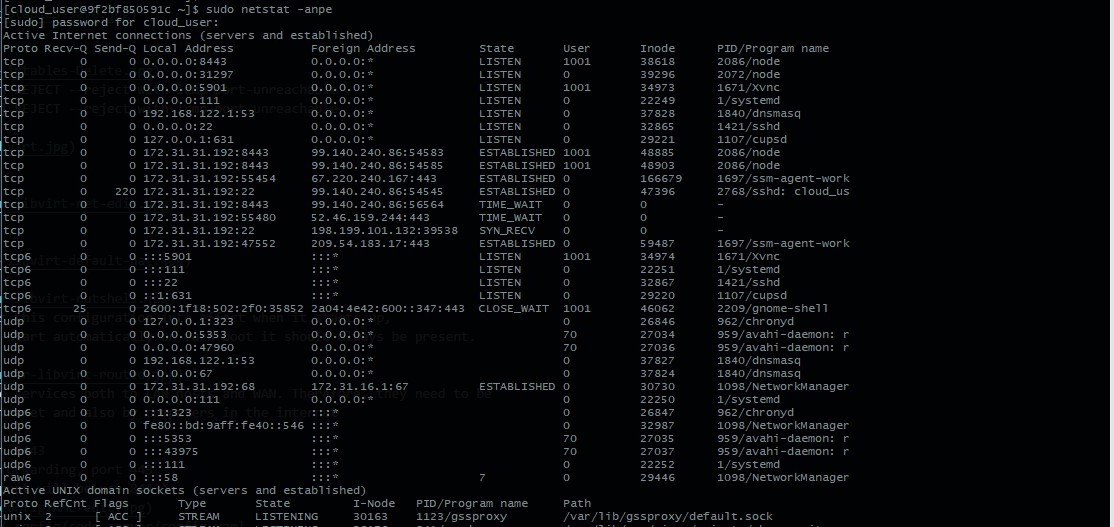 [cloud_user@9f2bf850591c ~]$ sudo netstat -anpe
[sudo] password for cloud_user:
Active Internet connections (servers and established)
Proto Recv-Q Send-Q Local Address           Foreign Address         State       User       Inode      PID/Program name
tcp        0      0 0.0.0.0:8443            0.0.0.0:*               LISTEN      1001       38618      2086/node
tcp        0      0 0.0.0.0:31297           0.0.0.0:*               LISTEN      0          39296      2072/node
tcp        0      0 0.0.0.0:5901            0.0.0.0:*               LISTEN      1001       34973      1671/Xvnc
tcp        0      0 0.0.0.0:111             0.0.0.0:*               LISTEN      0          22249      1/systemd
tcp        0      0 192.168.122.1:53        0.0.0.0:*               LISTEN      0          37828      1840/dnsmasq
tcp        0      0 0.0.0.0:22              0.0.0.0:*               LISTEN      0          32865      1421/sshd
tcp        0      0 127.0.0.1:631           0.0.0.0:*               LISTEN      0          29221      1107/cupsd
tcp        0      0 172.31.31.192:8443      99.140.240.86:54583     ESTABLISHED 1001       48885      2086/node
tcp        0      0 172.31.31.192:8443      99.140.240.86:54585     ESTABLISHED 1001       48903      2086/node
tcp        0      0 172.31.31.192:55454     67.220.240.167:443      ESTABLISHED 0          166679     1697/ssm-agent-work
tcp        0    220 172.31.31.192:22        99.140.240.86:54545     ESTABLISHED 0          47396      2768/sshd: cloud_us
tcp        0      0 172.31.31.192:8443      99.140.240.86:56564     TIME_WAIT   0          0          -
tcp        0      0 172.31.31.192:55480     52.46.159.244:443       TIME_WAIT   0          0          -
tcp        0      0 172.31.31.192:22        198.199.101.132:39538   SYN_RECV    0          0          -
tcp        0      0 172.31.31.192:47552     209.54.183.17:443       ESTABLISHED 0          59487      1697/ssm-agent-work
tcp6       0      0 :::5901                 :::*                    LISTEN      1001       34974      1671/Xvnc
tcp6       0      0 :::111                  :::*                    LISTEN      0          22251      1/systemd
tcp6       0      0 :::22                   :::*                    LISTEN      0          32867      1421/sshd
tcp6       0      0 ::1:631                 :::*                    LISTEN      0          29220      1107/cupsd
tcp6      25      0 2600:1f18:502:2f0:35852 2a04:4e42:600::347:443  CLOSE_WAIT  1001       46062      2209/gnome-shell
udp        0      0 127.0.0.1:323           0.0.0.0:*                           0          26846      962/chronyd
udp        0      0 0.0.0.0:5353            0.0.0.0:*                           70         27034      959/avahi-daemon: r
udp        0      0 0.0.0.0:47960           0.0.0.0:*                           70         27036      959/avahi-daemon: r
udp        0      0 192.168.122.1:53        0.0.0.0:*                           0          37827      1840/dnsmasq
udp        0      0 0.0.0.0:67              0.0.0.0:*                           0          37824      1840/dnsmasq
udp        0      0 172.31.31.192:68        172.31.16.1:67          ESTABLISHED 0          30730      1098/NetworkManager
udp        0      0 0.0.0.0:111             0.0.0.0:*                           0          22250      1/systemd
udp6       0      0 ::1:323                 :::*                                0          26847      962/chronyd
udp6       0      0 fe80::bd:9aff:fe40::546 :::*                                0          32987      1098/NetworkManager
udp6       0      0 :::5353                 :::*                                70         27035      959/avahi-daemon: r
udp6       0      0 :::43975                :::*                                70         27037      959/avahi-daemon: r
udp6       0      0 :::111                  :::*                                0          22252      1/systemd
raw6       0      0 :::58                   :::*                    7           0          29446      1098/NetworkManager
Active UNIX domain sockets (servers and established)
Proto RefCnt Flags       Type       State         I-Node   PID/Program name     Path
unix  2      [ ACC ]     STREAM     LISTENING     30163    1123/gssproxy        /var/lib/gssproxy/default.sock